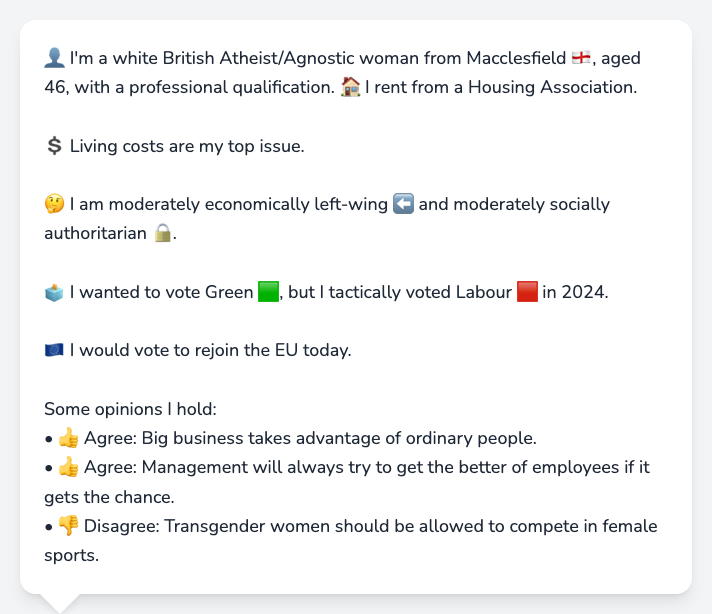 👤 I'm a white British Atheist/Agnostic woman from Macclesfield 🏴󠁧󠁢󠁥󠁮󠁧󠁿, aged
46, with a professional qualification. 🏠 I rent from a Housing Association.
💲 Living costs are my top issue.
🤔 I am moderately economically left-wing ⬅️ and moderately socially
authoritarian 🔒.
🗳️ I wanted to vote Green 🟩, but I tactically voted Labour 🟥 in 2024.
🇪🇺 I would vote to rejoin the EU today.
Some opinions I hold:
• 👍 Agree: Big business takes advantage of ordinary people.
• 👍 Agree: Management will always try to get the better of employees if it
gets the chance.
• 👎 Disagree: Transgender women should be allowed to compete in female
sports.